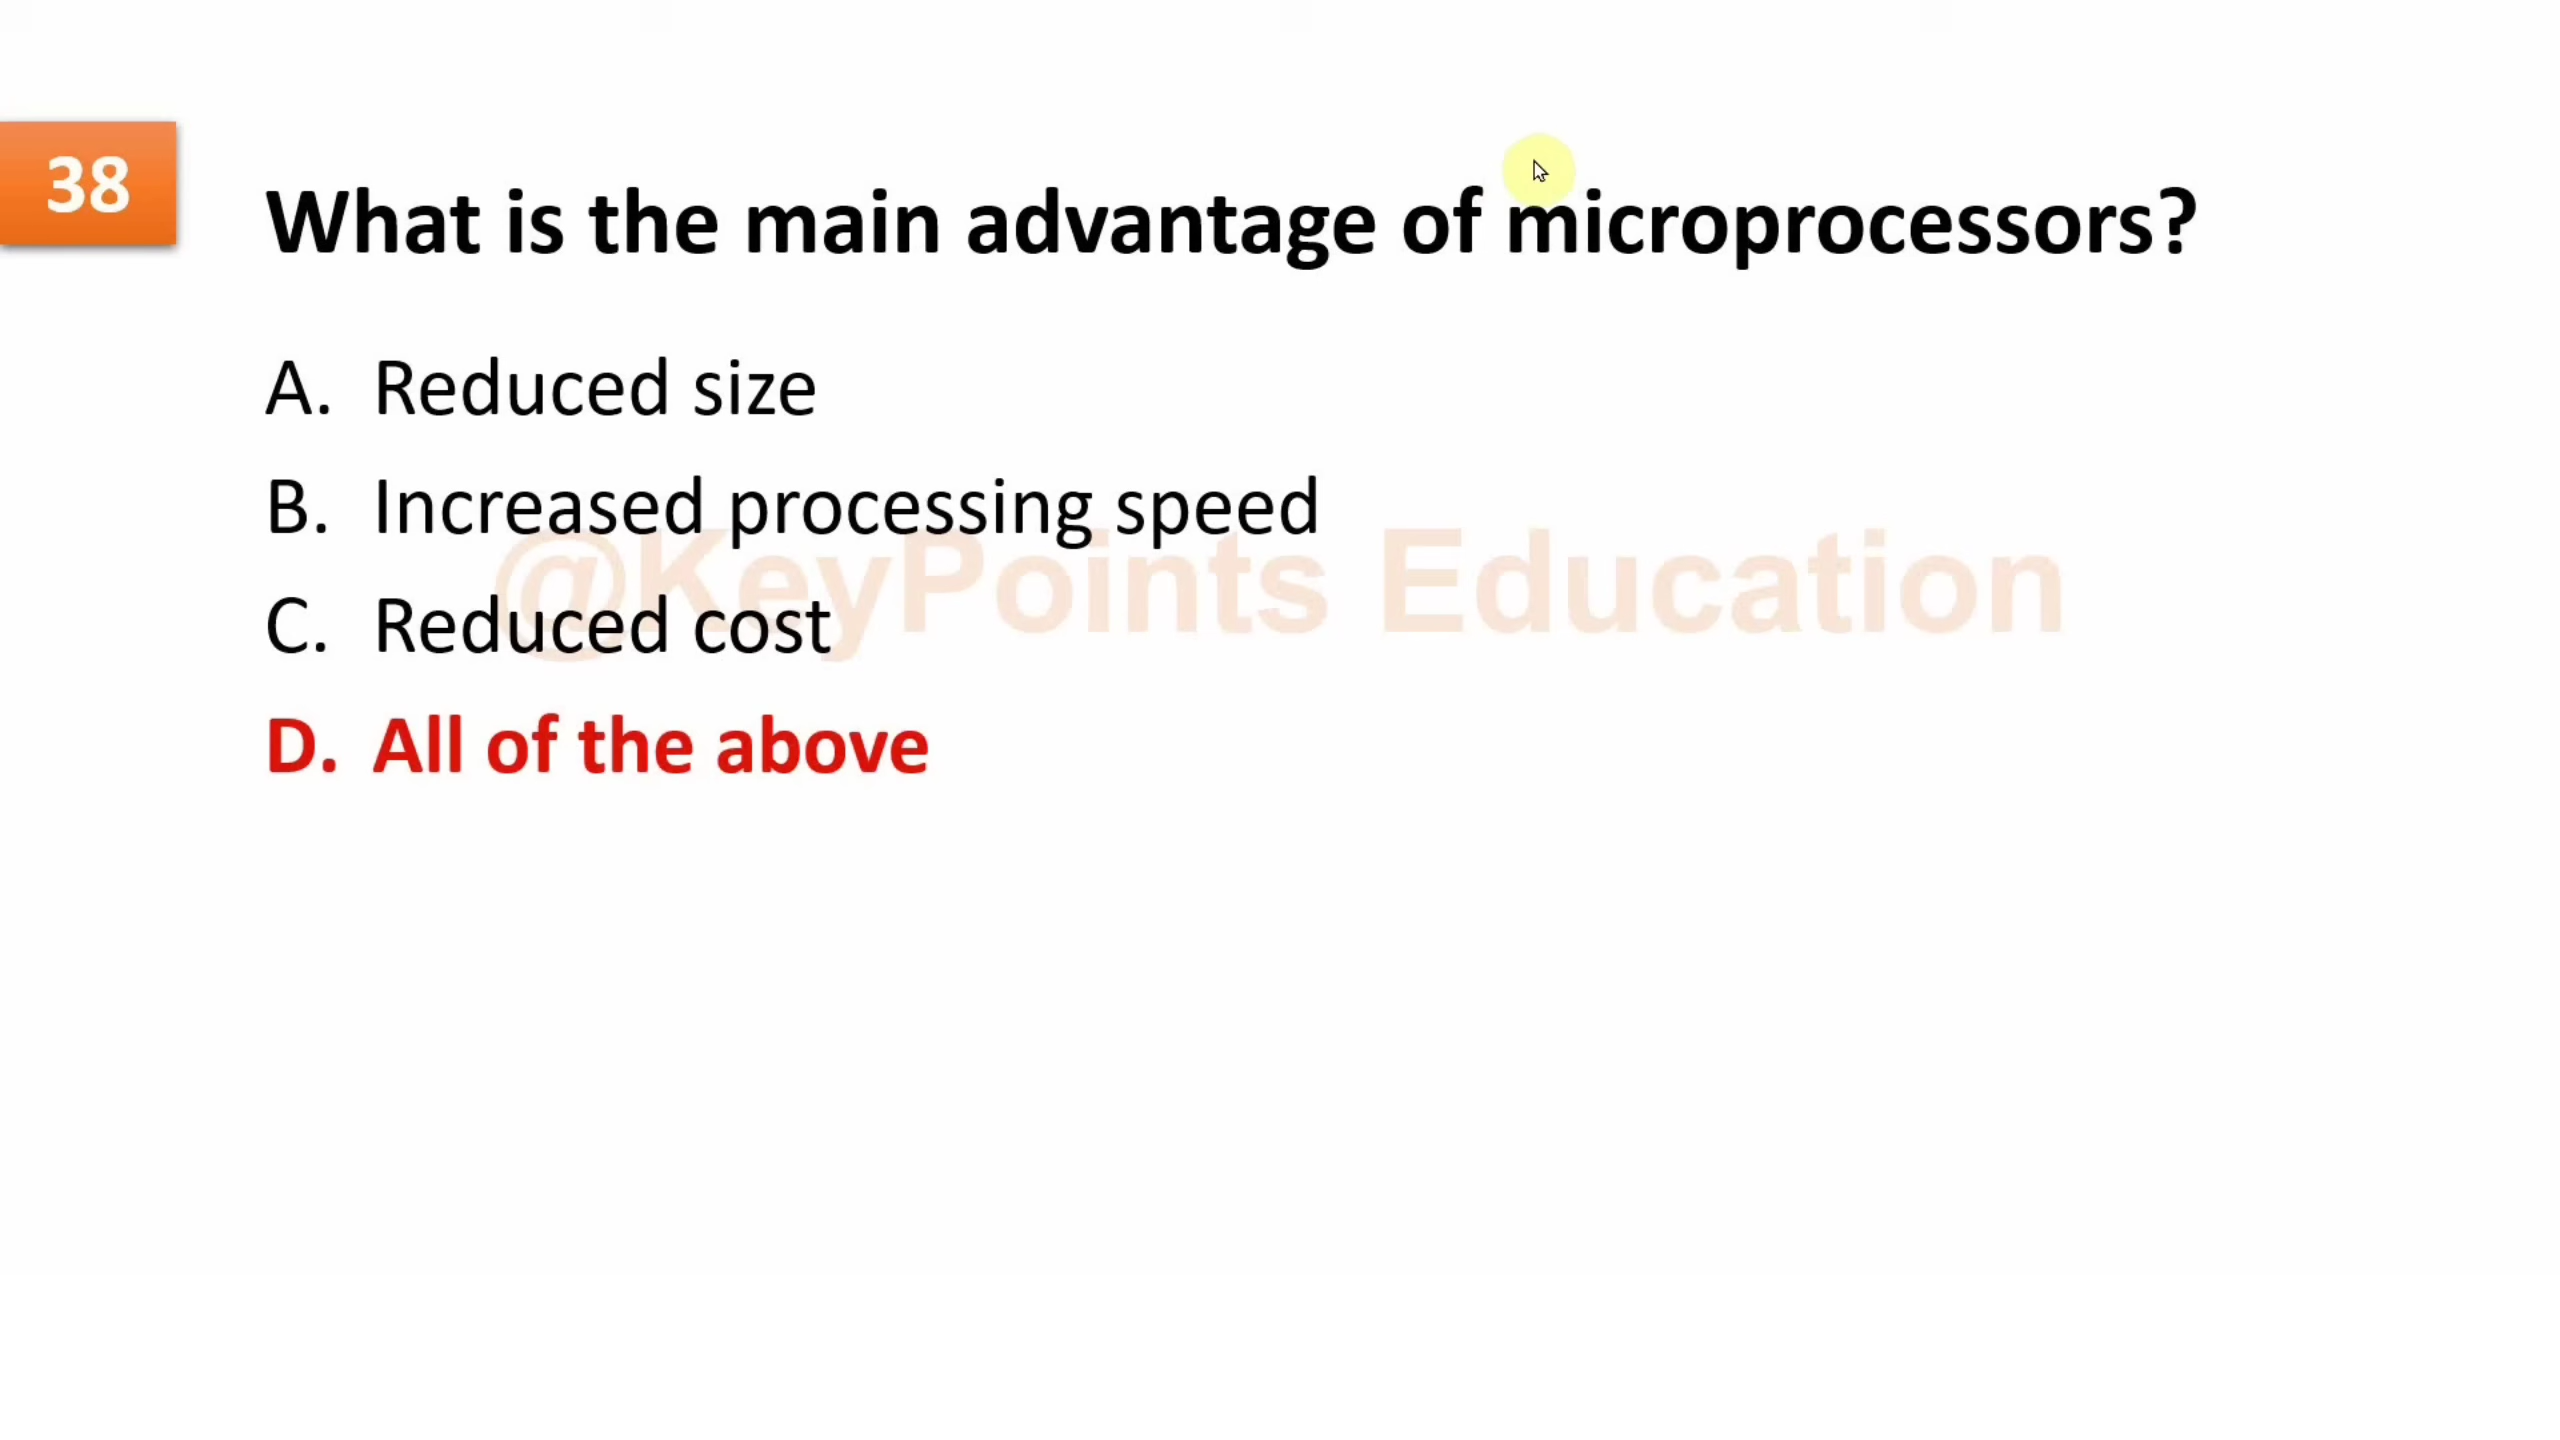 38
What is the main advantage of microprocessors?
A. Reduced size
B. Increased processing speed
@KeyPoints Education
C. Reduced cost
D. All of the above